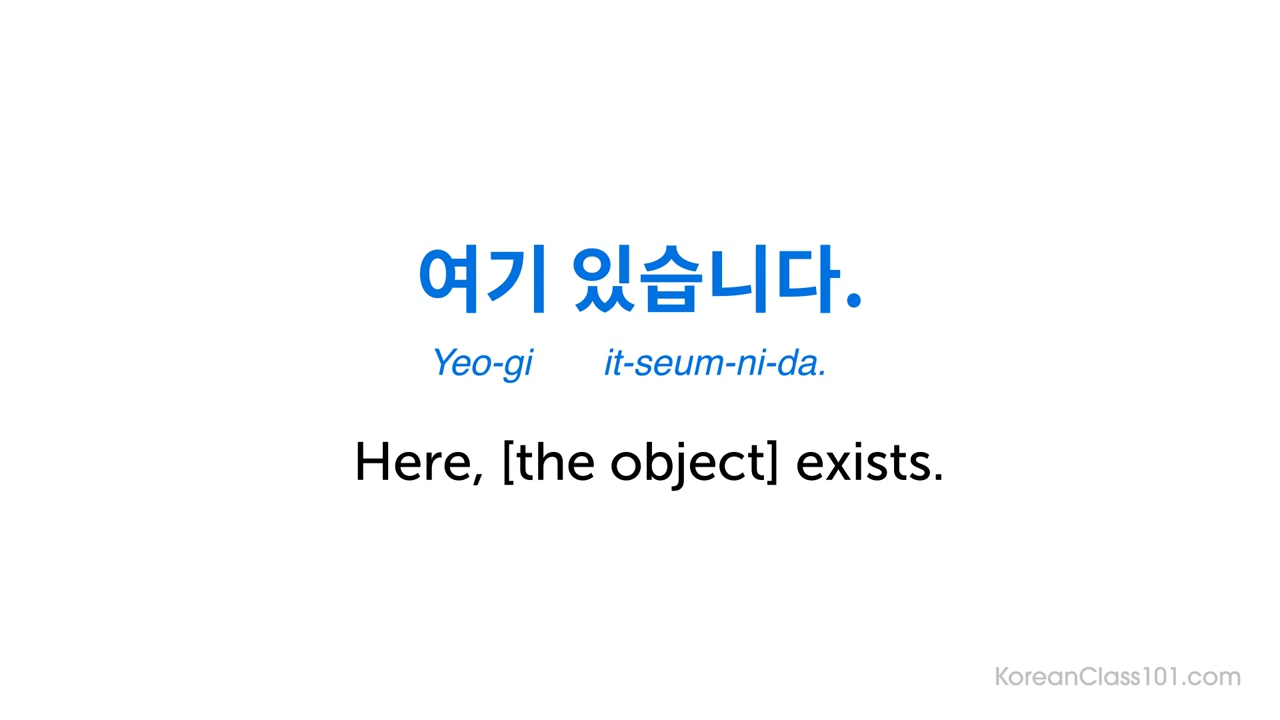 여기 있습니다.
Yeo-gi it-seum-ni-da.
Here, [the object] exists.
KoreanClass101.com